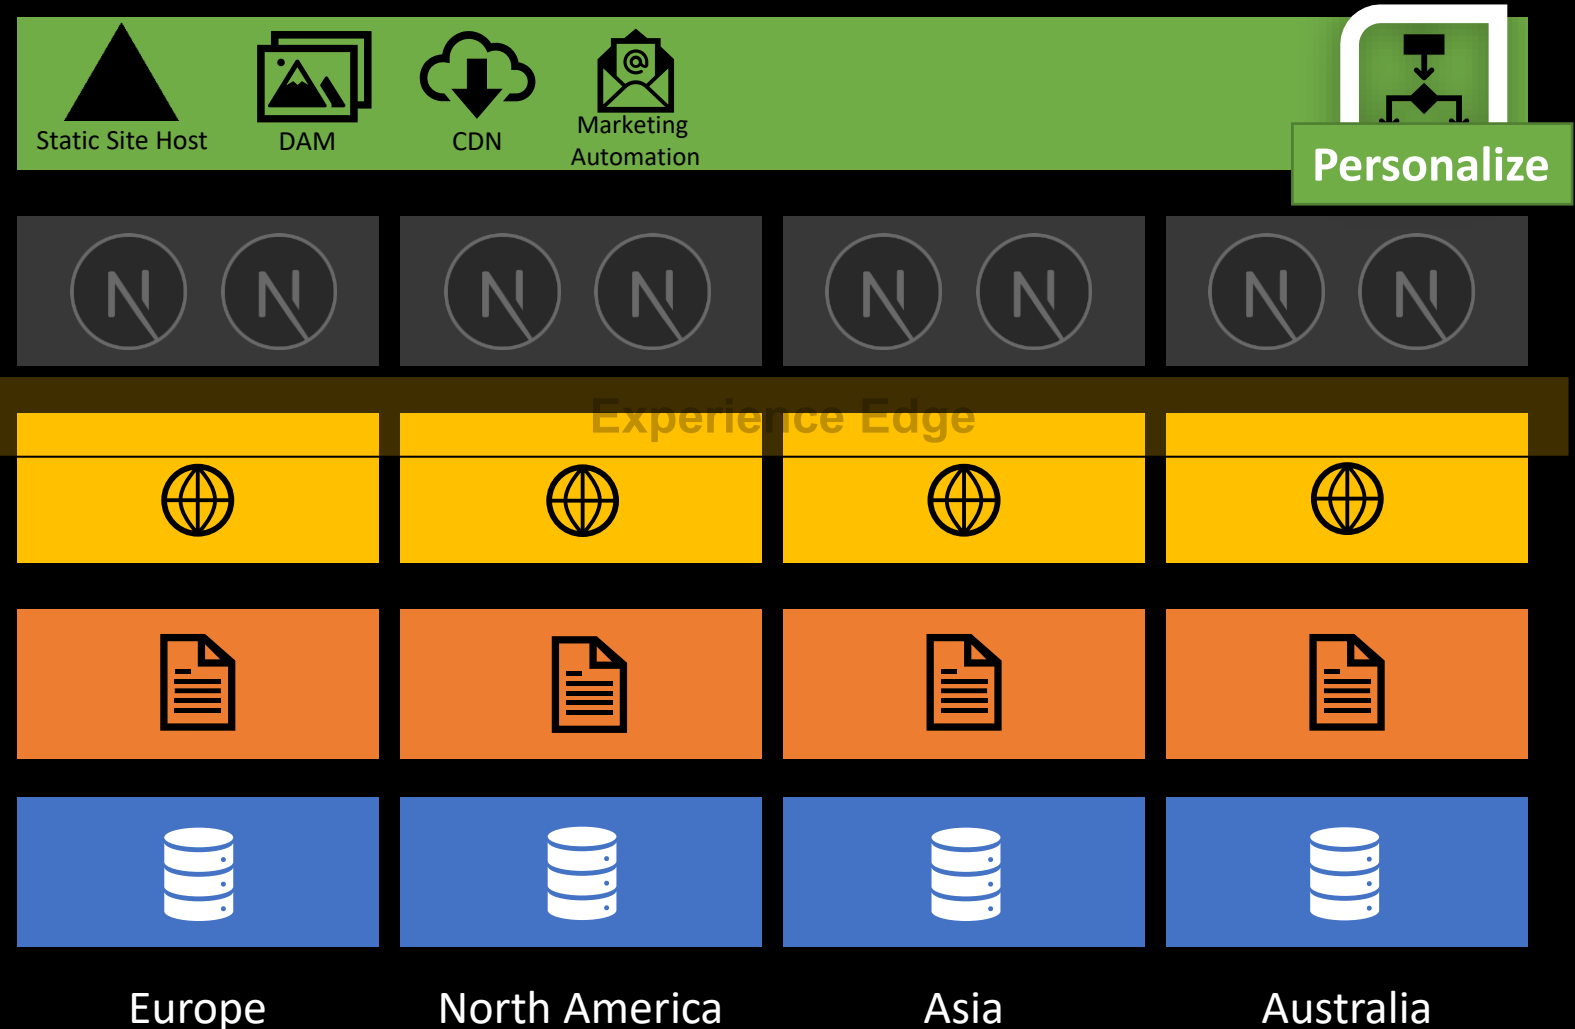 Static Site Host
DAM
CDN
Marketing
Automation
@
Personalize
N N N N N N N N
Experience Edge
Europe
North America
Asia
Australia